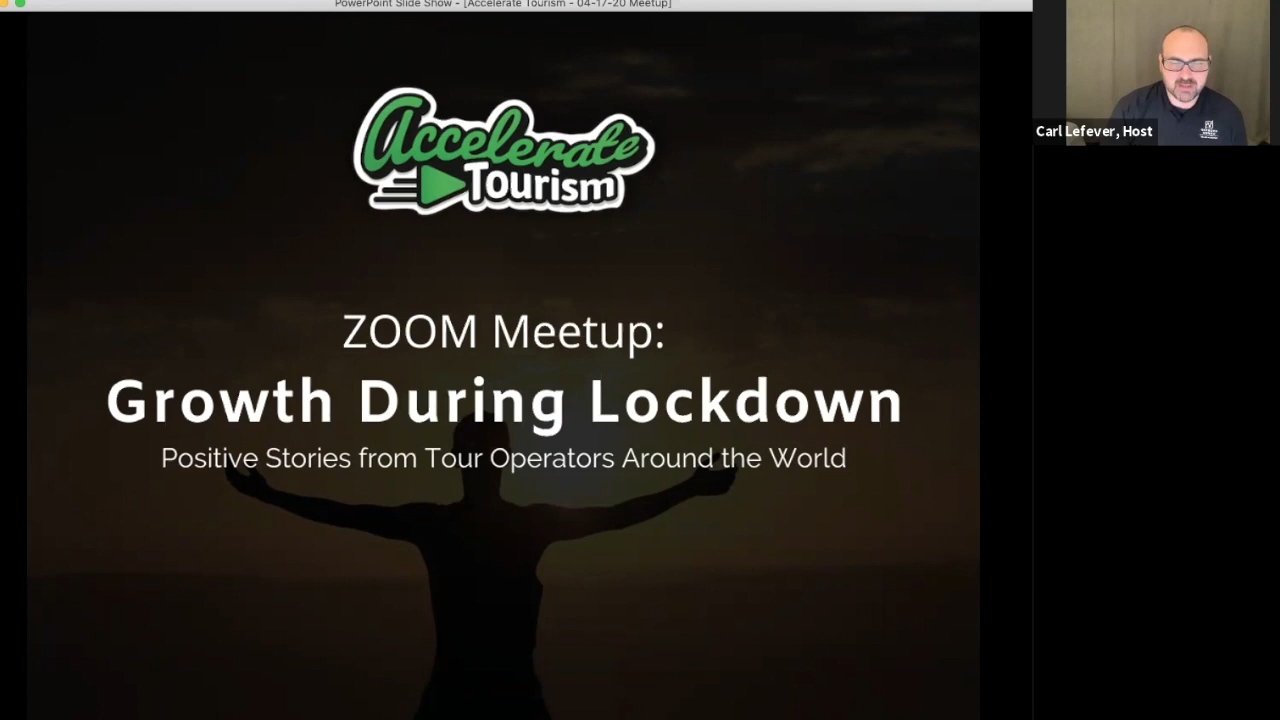 PowerPoint Slide Show - [Accelerate Tourism - 04-17-20 Meetup]
Accelerate
Tourism
ZOOM Meetup:
Growth During Lockdown
Positive Stories from Tour Operators Around the World
Carl Lefever, Host